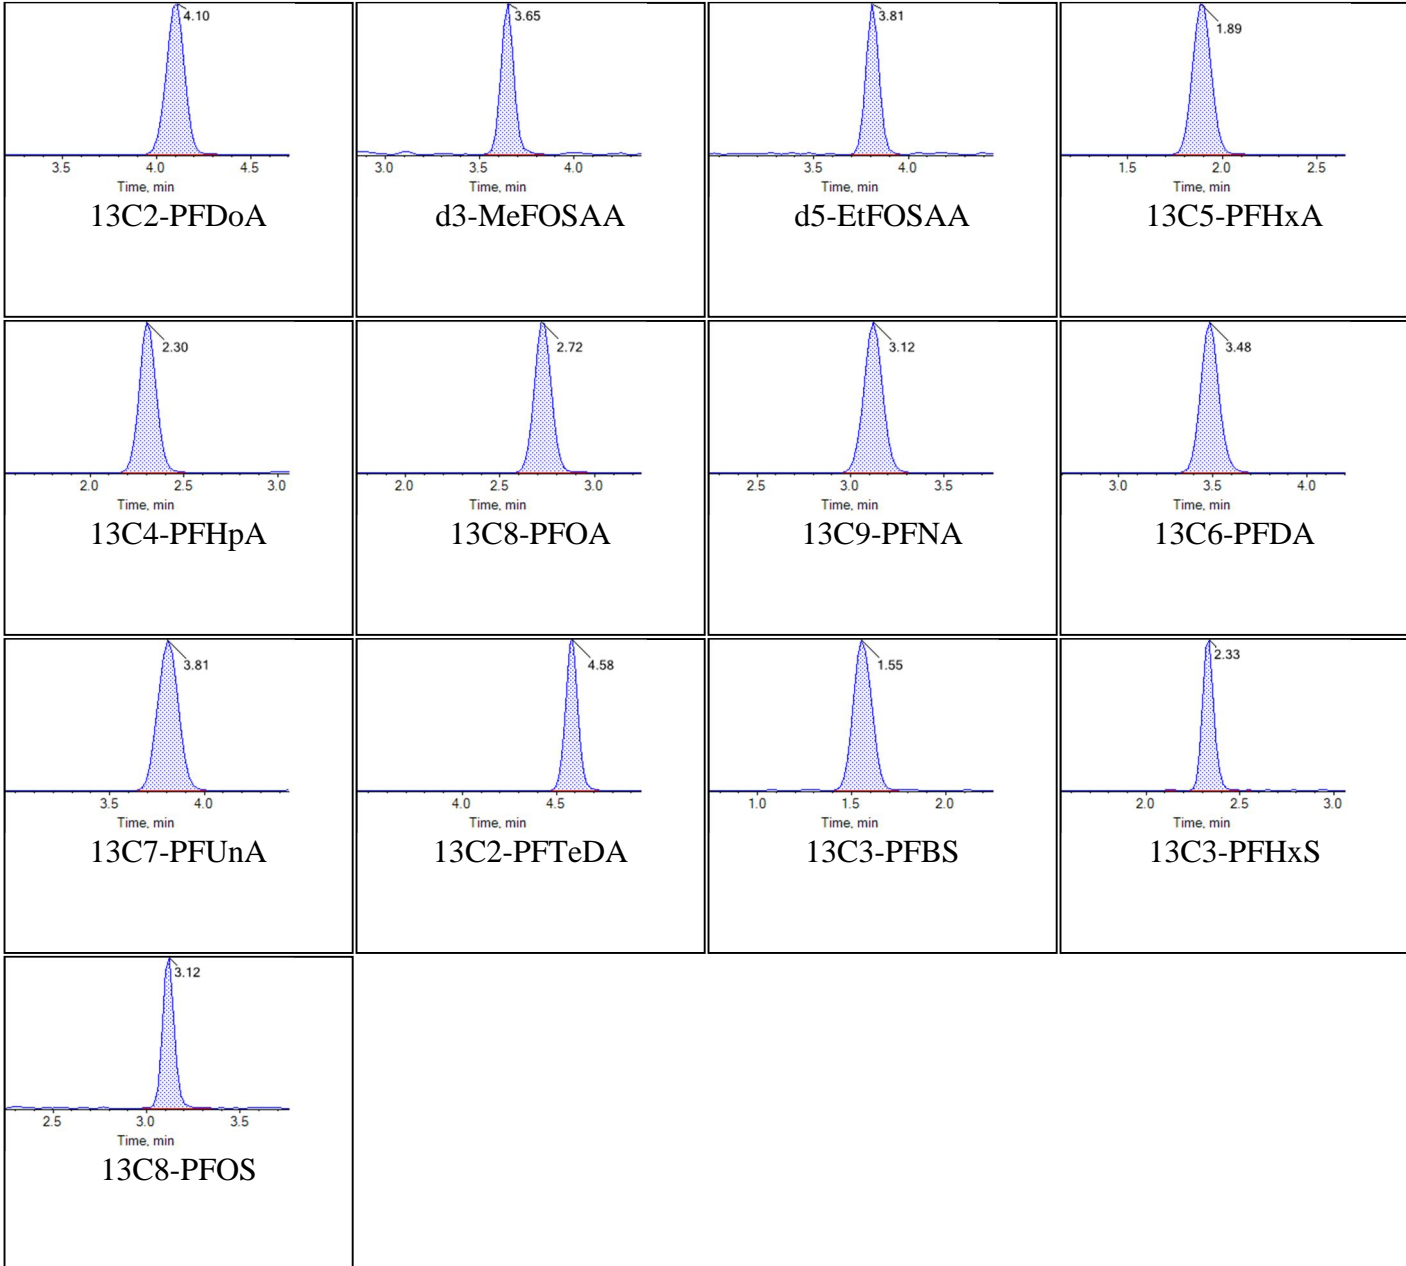 4.10
3.5 4.0 4.5
Time, min
13C2-PFDoA
3.65
3.0 3.5 4.0
Time, min
d3-MeFOSAA
3.81
3.5 4.0
Time, min
d5-EtFOSAA
1.89
1.5 2.0 2.5
Time, min
13C5-PFHxA
2.30
2.0 2.5 3.0
Time, min
13C4-PFHpA
2.72
2.0 2.5 3.0
Time, min
13C8-PFOA
3.12
2.5 3.0 3.5
Time, min
13C9-PFNA
3.48
3.0 3.5 4.0
Time, min
13C6-PFDA
3.81
3.5 4.0
Time, min
13C7-PFUnA
4.58
4.0 4.5
Time, min
13C2-PFTeDA
1.55
1.0 1.5 2.0
Time, min
13C3-PFBS
2.33
2.0 2.5 3.0
Time, min
13C3-PFHxS
3.12
2.5 3.0 3.5
Time, min
13C8-PFOS